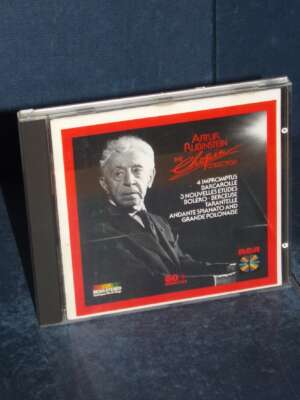 ARTUR
RUBINSTEIN
THE
Chopin
COLLECTION
4 IMPROMPTUS
BARCAROLLE
3 NOUVELLES ETUDES
BOLERO · BERCEUSE
TARANTELLE
ANDANTE SPIANATO AND
GRANDE POLONAISE
RCA
60